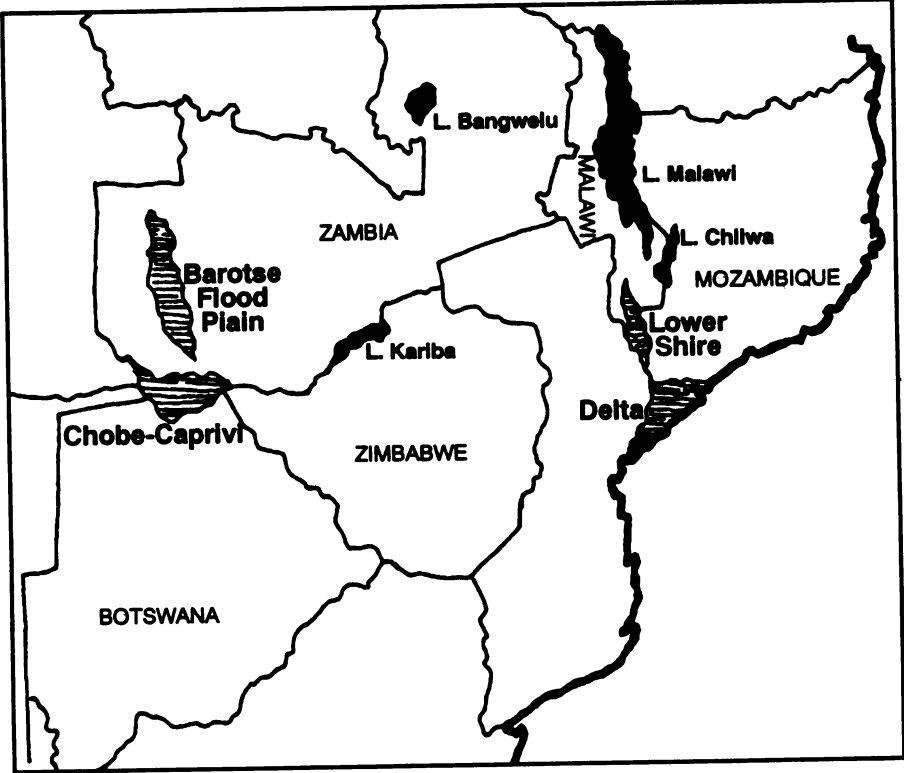 L. Bangwelu
MALAWI
L. Malawi
ZAMBIA
L. Chilwa
Barotse
Flood
Plain
MOZAMBIQUE
Lower
Shire
L. Kariba
Delta
Chobe-Caprivi
ZIMBABWE
BOTSWANA